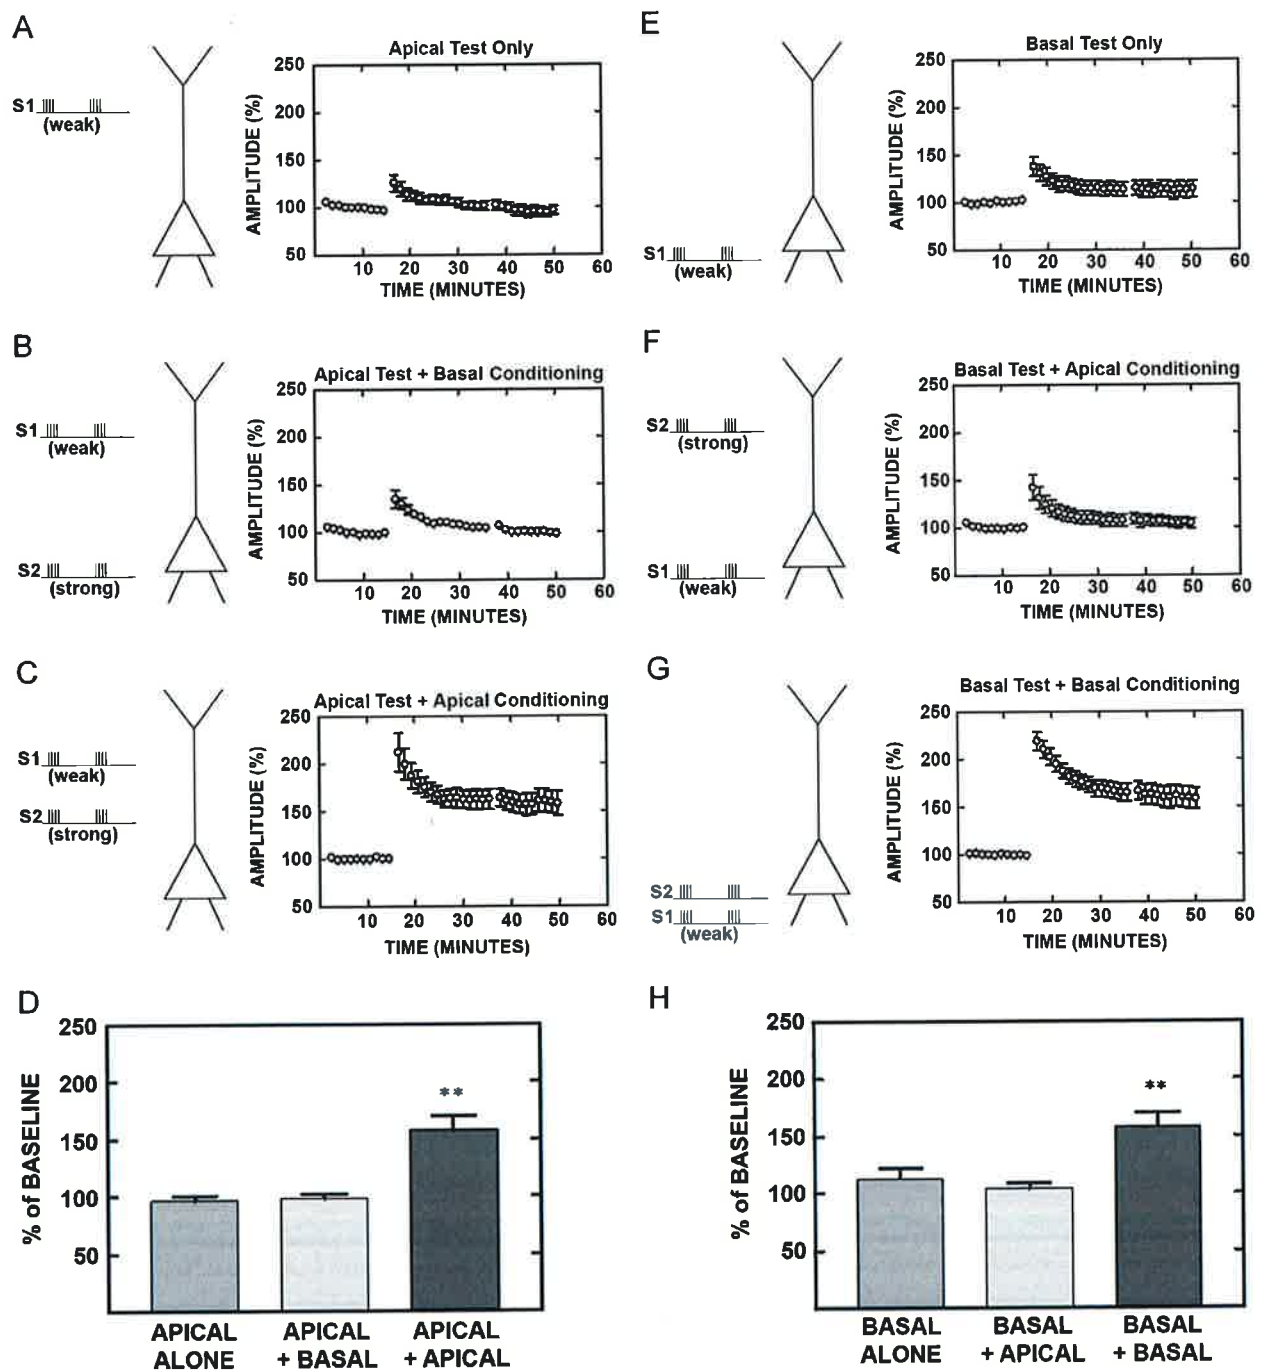 A
Apical Test Only
S1
(weak)
AMPLITUDE (%)
250
200
150
100
50
10 20 30 40 50 60
TIME (MINUTES)
B
Apical Test + Basal Conditioning
S1
(weak)
S2
(strong)
AMPLITUDE (%)
250
200
150
100
50
10 20 30 40 50 60
TIME (MINUTES)
C
Apical Test + Apical Conditioning
S1
(weak)
S2
(strong)
AMPLITUDE (%)
250
200
150
100
50
10 20 30 40 50 60
TIME (MINUTES)
D
% of BASELINE
250
200
150
100
50
**
APICAL ALONE
APICAL + BASAL
APICAL + APICAL
E
Basal Test Only
S1
(weak)
AMPLITUDE (%)
250
200
150
100
50
10 20 30 40 50 60
TIME (MINUTES)
F
Basal Test + Apical Conditioning
S2
(strong)
S1
(weak)
AMPLITUDE (%)
250
200
150
100
50
10 20 30 40 50 60
TIME (MINUTES)
G
Basal Test + Basal Conditioning
S2
S1
(weak)
AMPLITUDE (%)
250
200
150
100
50
10 20 30 40 50 60
TIME (MINUTES)
H
% of BASELINE
250
200
150
100
50
**
BASAL ALONE
BASAL + APICAL
BASAL + BASAL